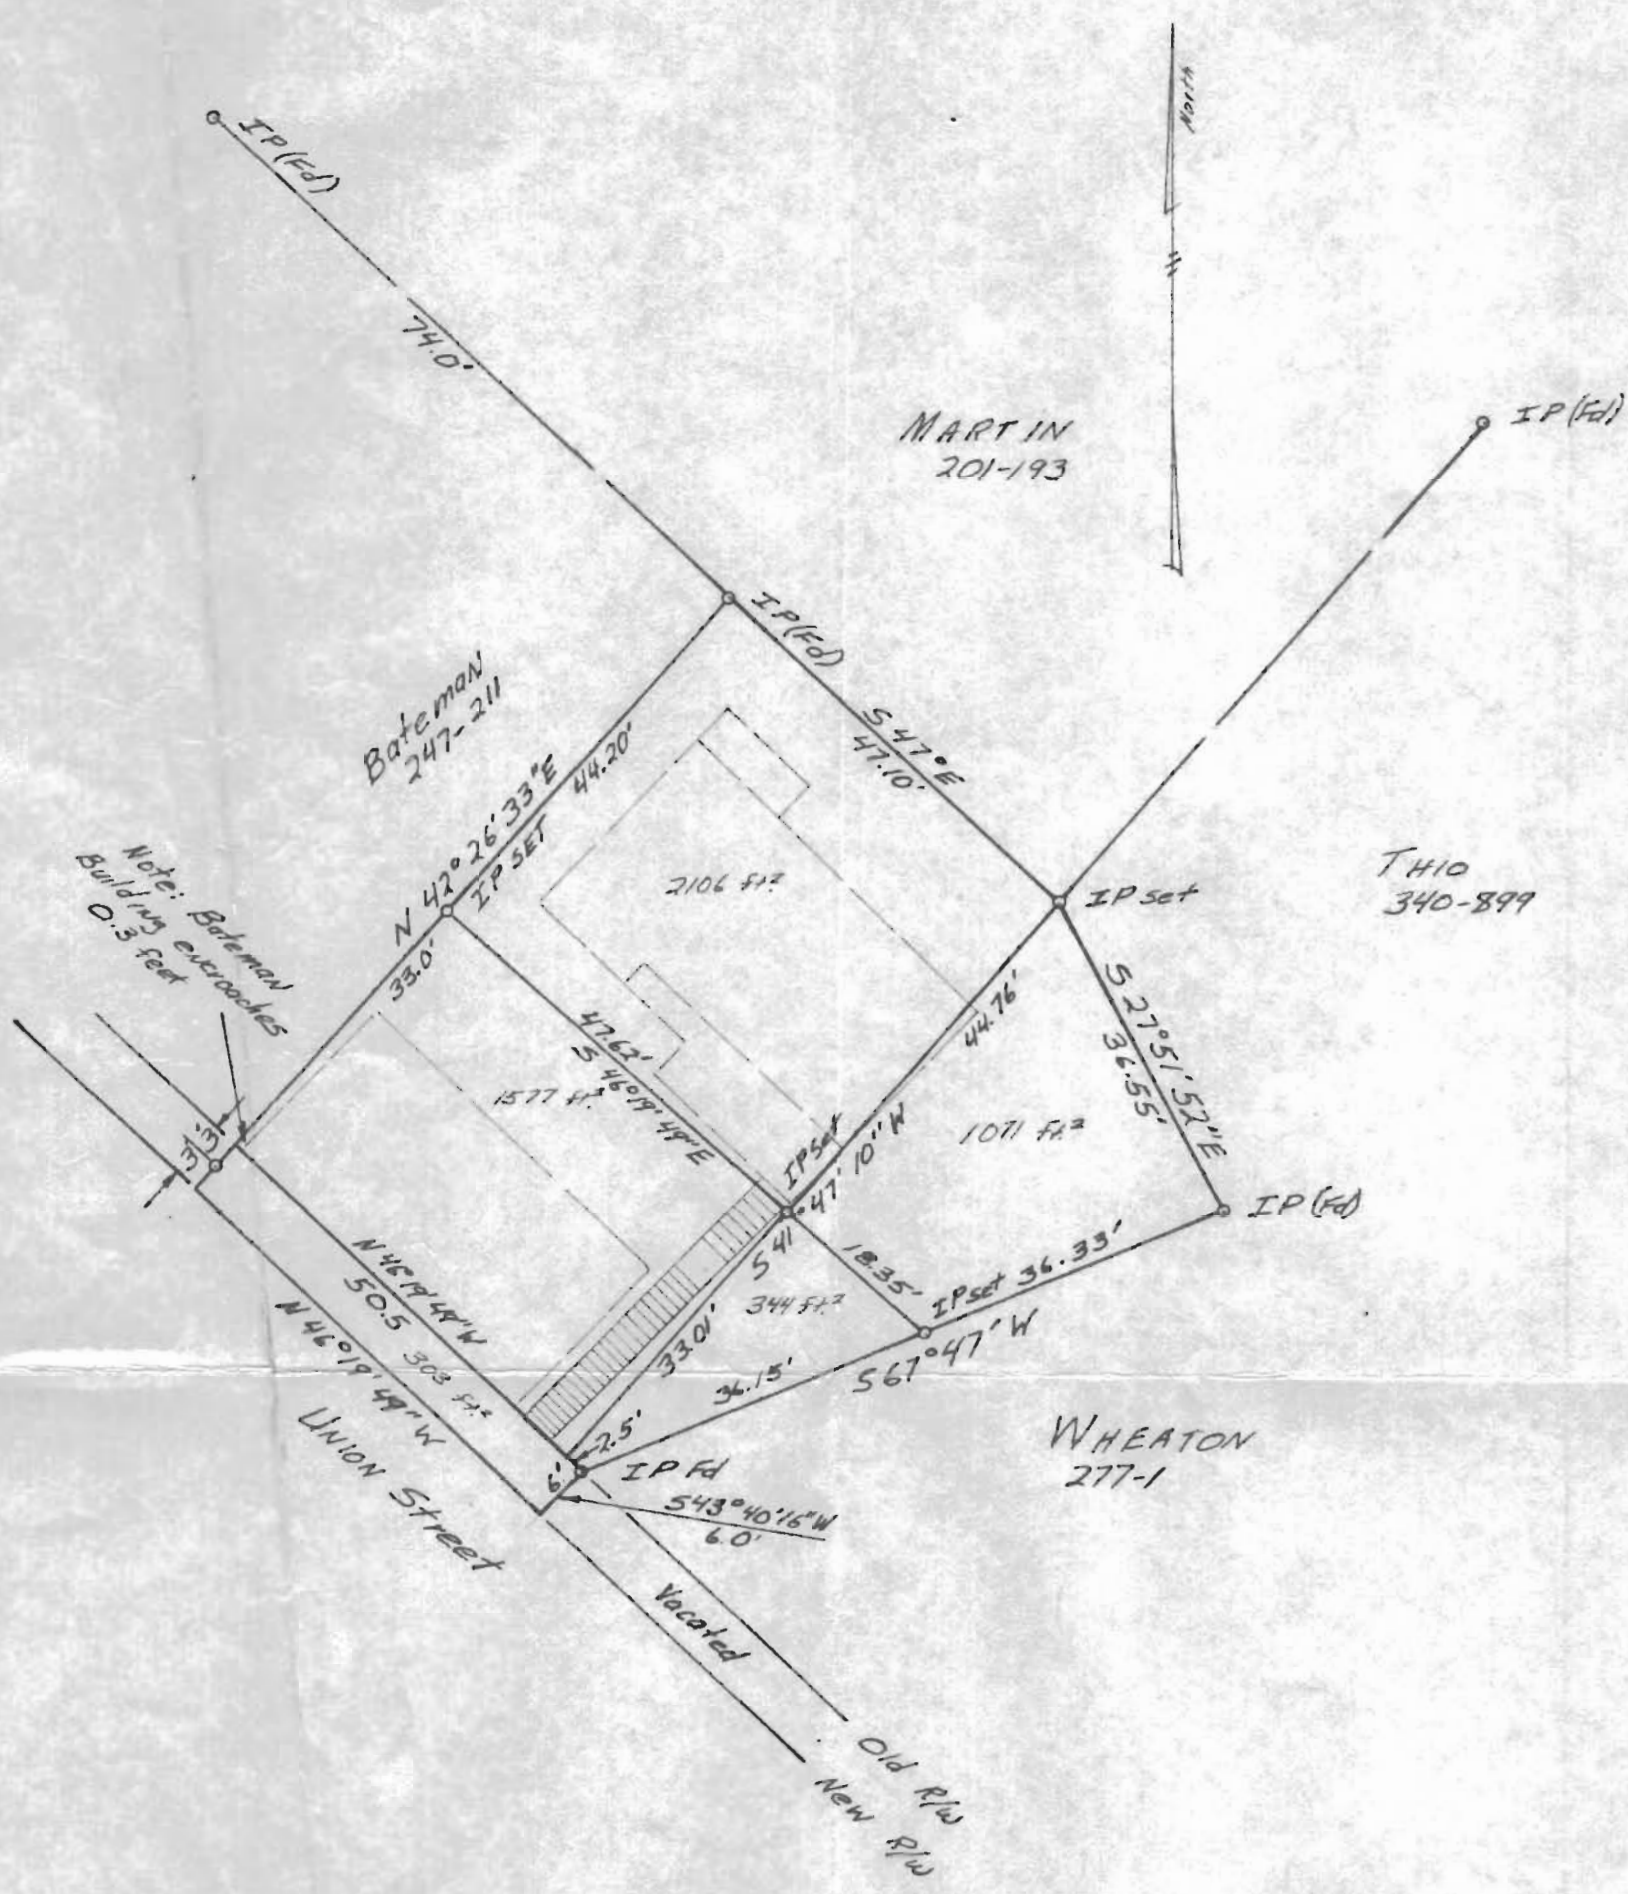 NORTH
IP(Fd)
74.0'
MARTIN
201-193
IP(Fd)
IP(Fd)
S 47° E
47.10'
Bateman
247-211
N 42° 26' 33" E
44.20'
IP SET
33.0'
2106 ft²
IP set
THIO
340-899
Note: Bateman
Building encroaches
0.3 feet
3'
3'
47.62'
S 46° 19' 49" E
1577 ft²
44.76'
S 27° 51' 52" E
36.55'
1071 ft²
IP set
S 41° 47' 10" W
IP (Fd)
18.35'
IP set
36.33'
344 ft²
33.01'
36.15'
S 67° 47' W
N 46° 19' 49" W
50.5
303 ft²
N 46° 19' 49" W
UNION Street
2.5'
6'
IP Fd
S 43° 40' 16" W
6.0'
WHEATON
277-1
Vacated
Old R/W
New R/W